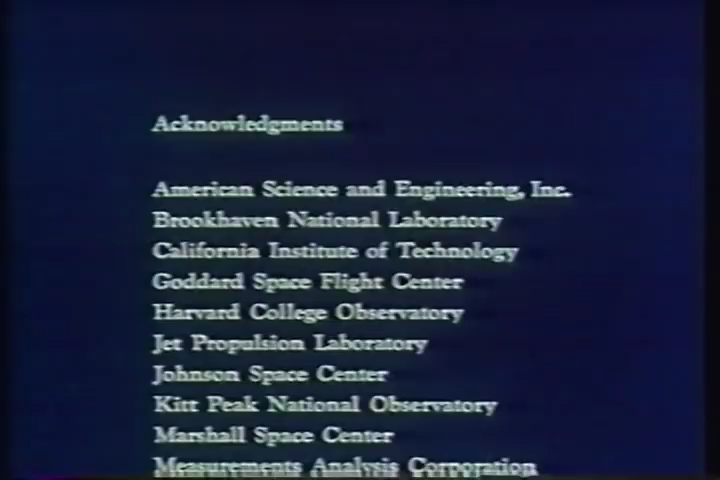 Acknowledgments
American Science and Engineering, Inc.
Brookhaven National Laboratory
California Institute of Technology
Goddard Space Flight Center
Harvard College Observatory
Jet Propulsion Laboratory
Johnson Space Center
Kitt Peak National Observatory
Marshall Space Center
Measurements Analysis Corporation